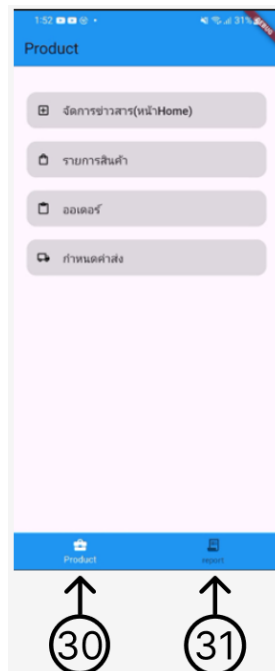 1:52
31%
Product
จัดการข่าวสาร(หน้าHome)
รายการสินค้า
ออเดอร์
กำหนดค่าส่ง
Product
report
30
31